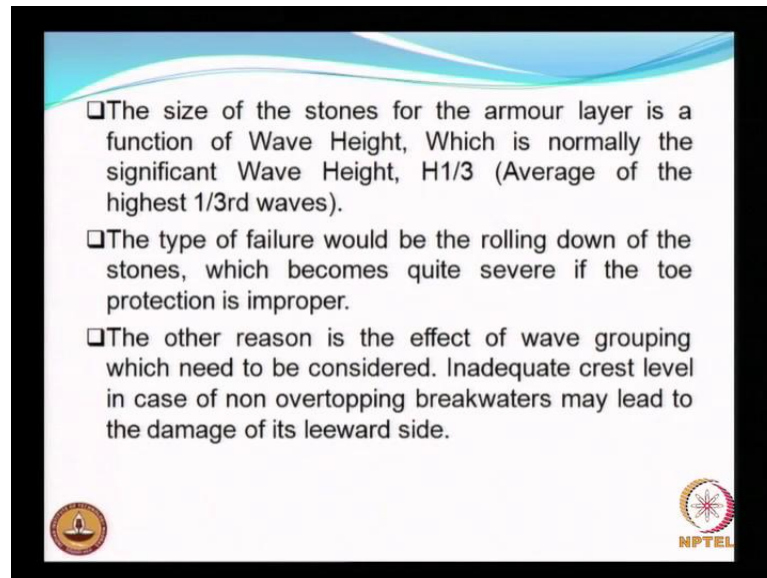 ❑The size of the stones for the armour layer is a
function of Wave Height, Which is normally the
significant Wave Height, H1/3 (Average of the
highest 1/3rd waves).
❑The type of failure would be the rolling down of the
stones, which becomes quite severe if the toe
protection is improper.
❑The other reason is the effect of wave grouping
which need to be considered. Inadequate crest level
in case of non overtopping breakwaters may lead to
the damage of its leeward side.
NPTEL